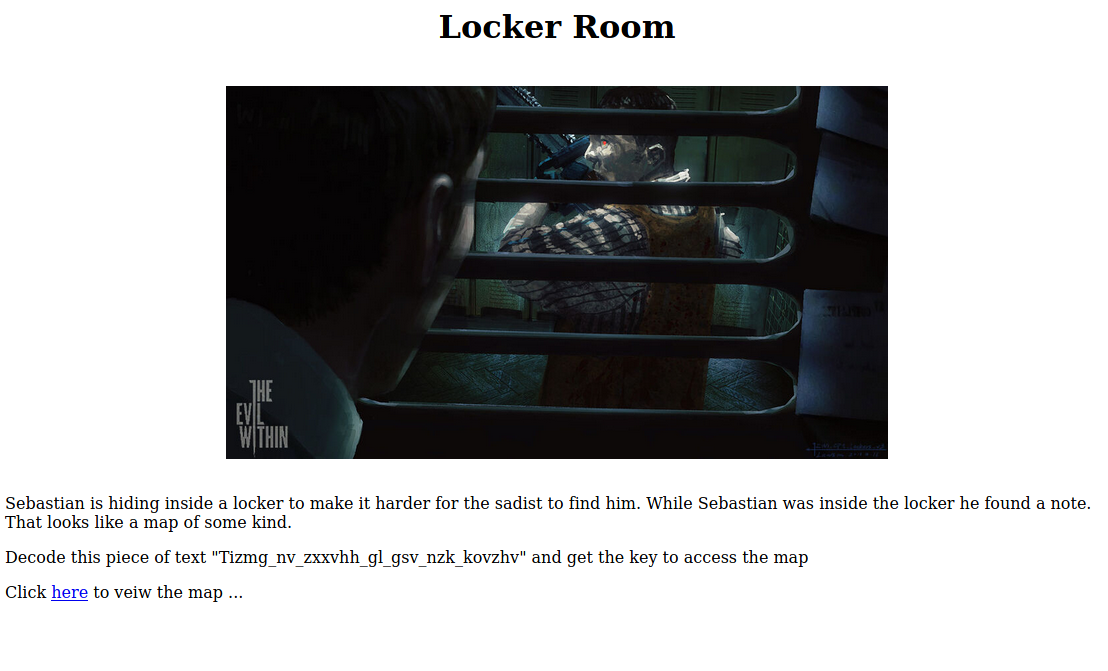 Locker Room
THE
EVIL
WITHIN
Sebastian is hiding inside a locker to make it harder for the sadist to find him. While Sebastian was inside the locker he found a note.
That looks like a map of some kind.
Decode this piece of text "Tizmg_nv_zxxvhh_gl_gsv_nzk_kovzhv" and get the key to access the map
Click here to veiw the map ...